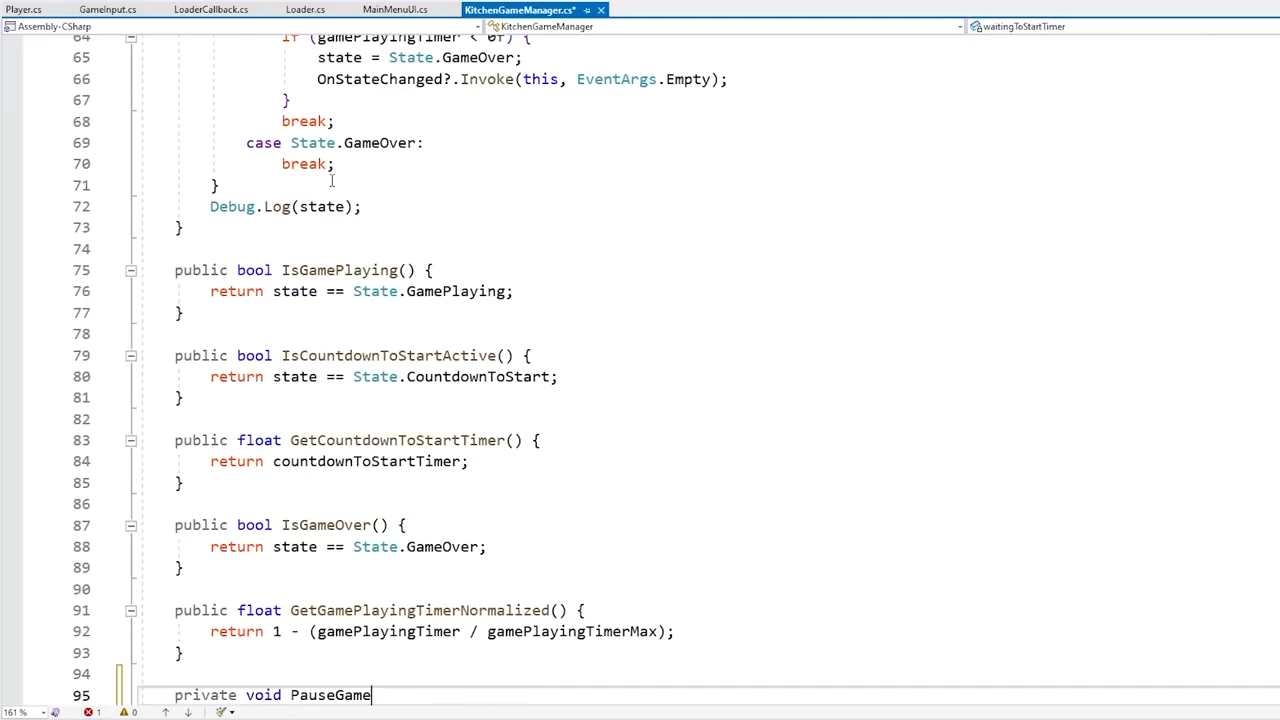 Player.cs GameInput.cs LoaderCallback.cs Loader.cs MainMenuUI.cs KitchenGameManager.cs*
Assembly-CSharp KitchenGameManager waitingToStartTimer
64 if (gamePlayingTimer < 0f) {
65 state = State.GameOver;
66 OnStateChanged?.Invoke(this, EventArgs.Empty);
67 }
68 break;
69 case State.GameOver:
70 break;
71 }
72 Debug.Log(state);
73 }
74
75 public bool IsGamePlaying() {
76 return state == State.GamePlaying;
77 }
78
79 public bool IsCountdownToStartActive() {
80 return state == State.CountdownToStart;
81 }
82
83 public float GetCountdownToStartTimer() {
84 return countdownToStartTimer;
85 }
86
87 public bool IsGameOver() {
88 return state == State.GameOver;
89 }
90
91 public float GetGamePlayingTimerNormalized() {
92 return 1 - (gamePlayingTimer / gamePlayingTimerMax);
93 }
94
95 private void PauseGame
161 % 1 0